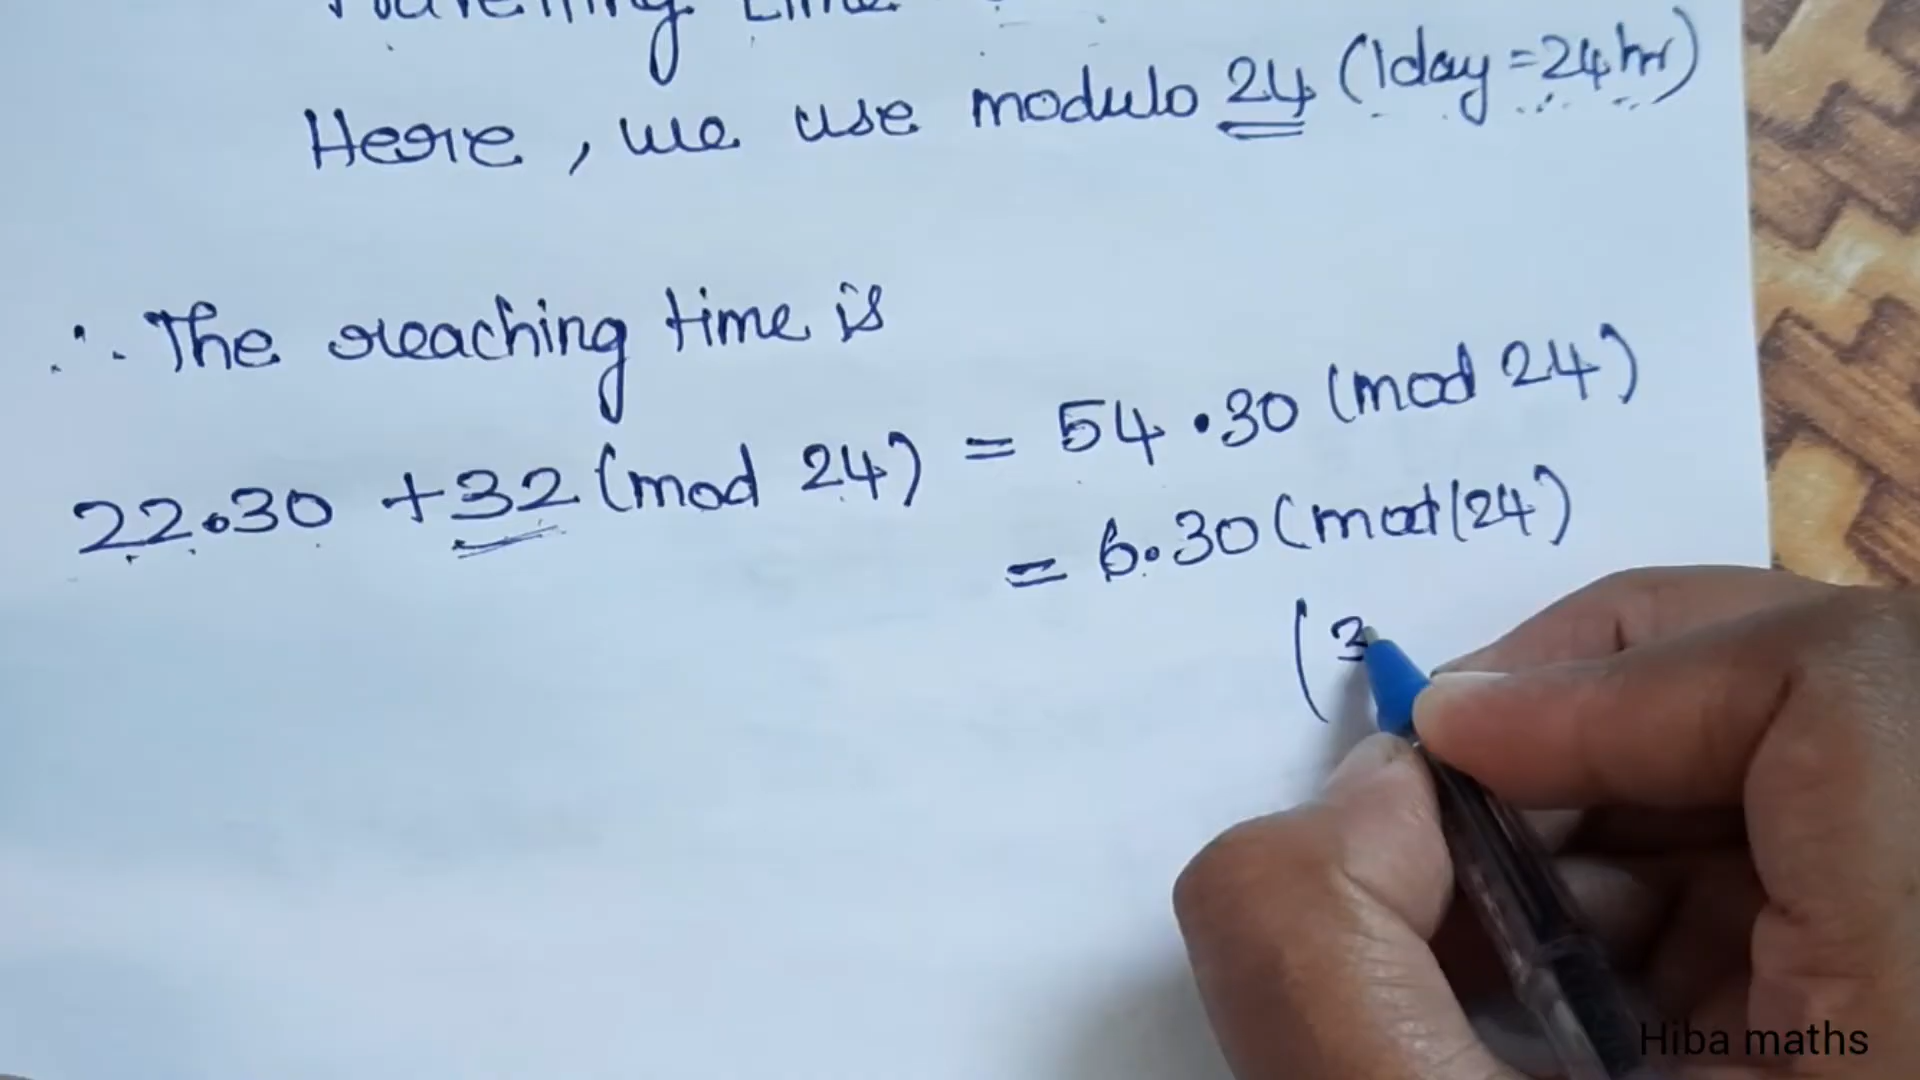 Here, we use modulo 24 (1day = 24hr)
∴ The reaching time is
22.30 + 32 (mod 24) = 54.30 (mod 24)
= 6.30 (mod 24)
( 3
Hiba maths